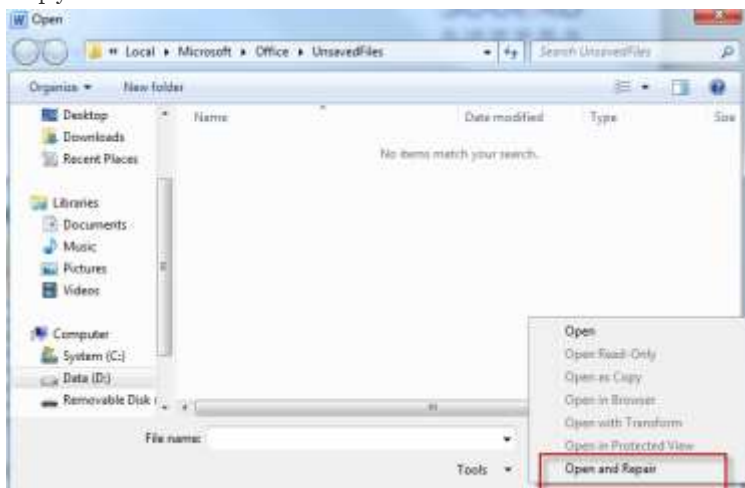 Open
« Local ▸ Microsoft ▸ Office ▸ UnsavedFiles
Search UnsavedFiles
Organize ▾ New folder
Desktop
Downloads
Recent Places
Libraries
Documents
Music
Pictures
Videos
Computer
System (C:)
Data (D:)
Removable Disk
Name Date modified Type Size
No items match your search.
File name:
Tools
Open
Open Read-Only
Open as Copy
Open in Browser
Open with Transform
Open in Protected View
Open and Repair